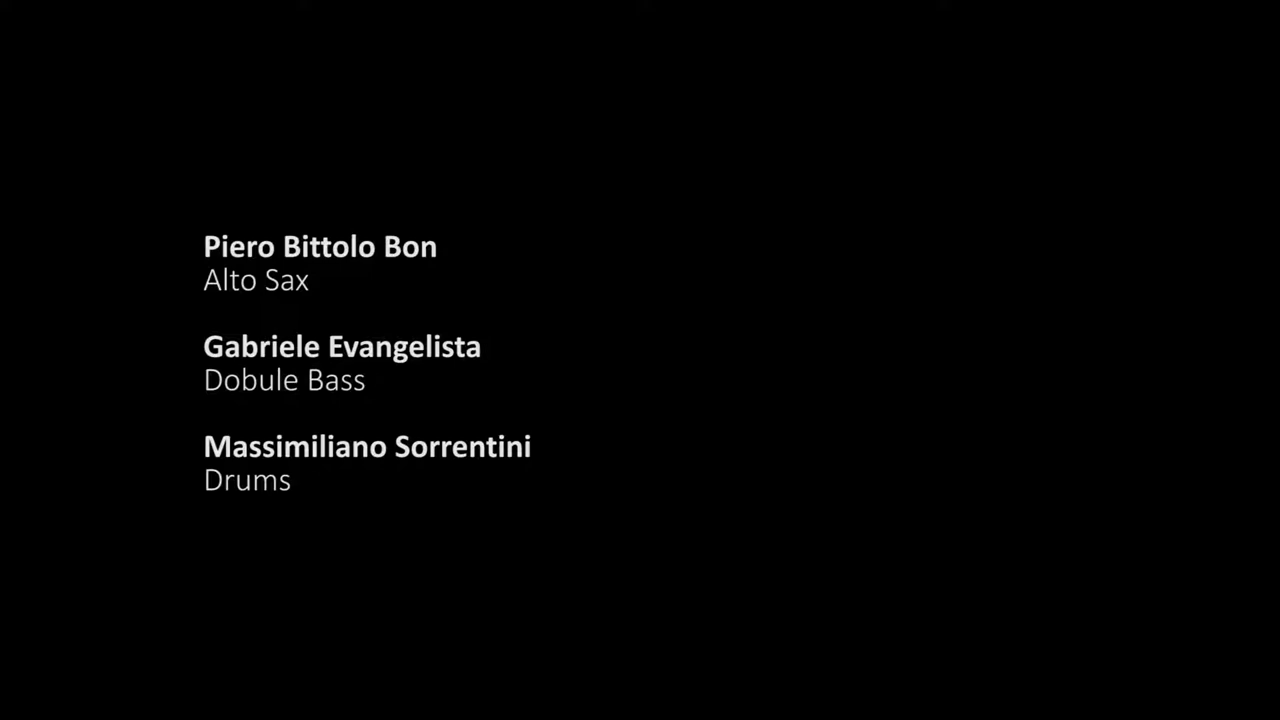 Piero Bittolo Bon
Alto Sax
Gabriele Evangelista
Dobule Bass
Massimiliano Sorrentini
Drums